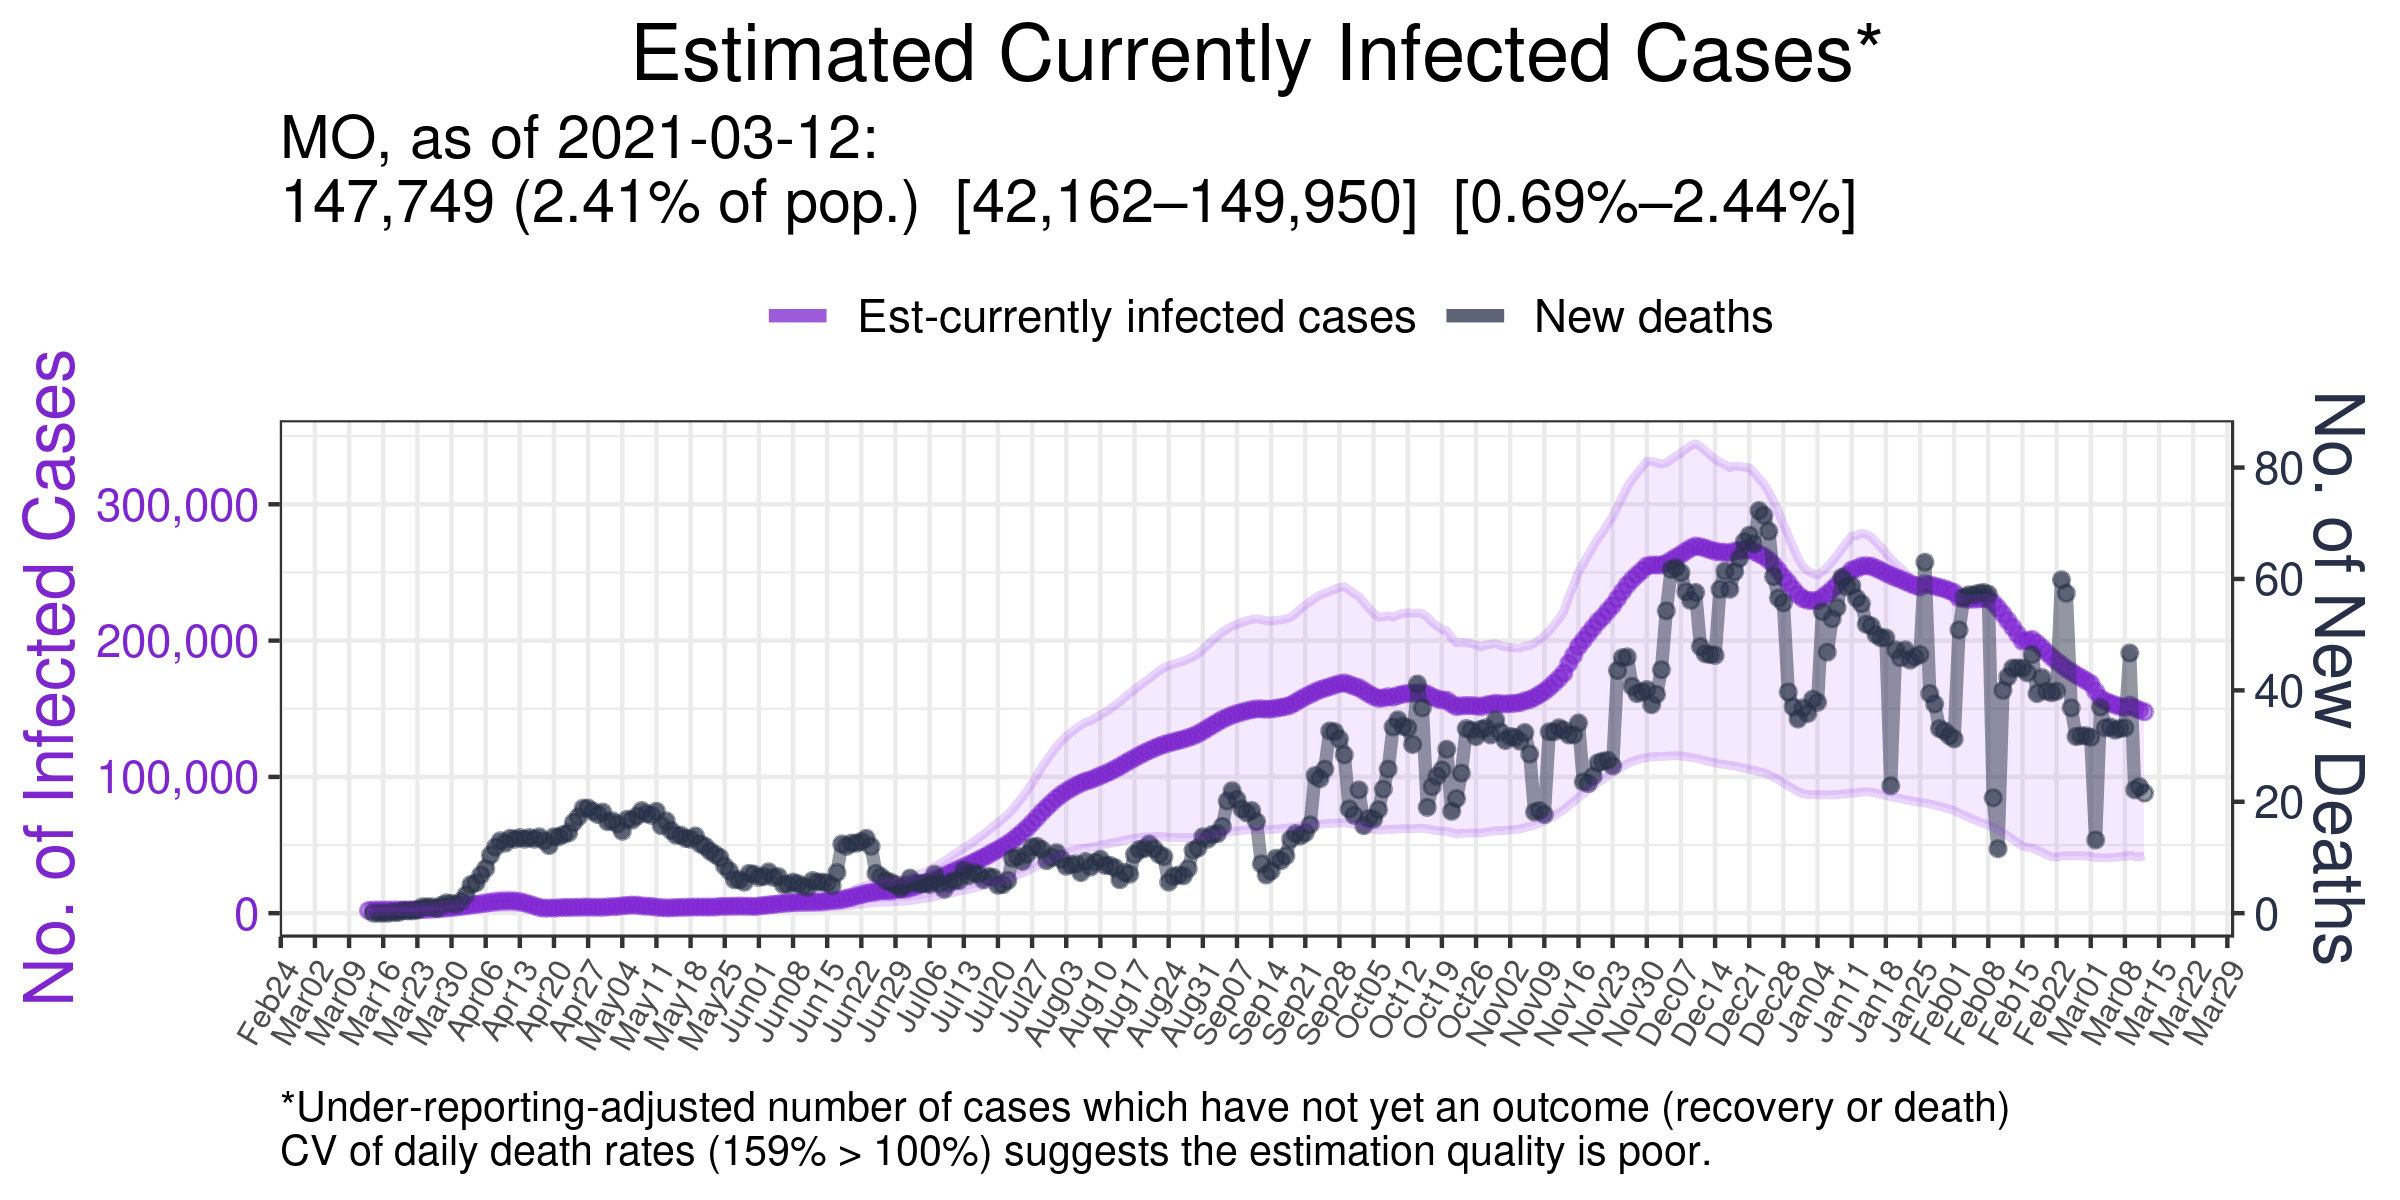 Estimated Currently Infected Cases*
MO, as of 2021-03-12:
147,749 (2.41% of pop.)  [42,162–149,950]  [0.69%–2.44%]
Est-currently infected cases
New deaths
No. of Infected Cases
300,000
200,000
100,000
0
80
60
40
20
0
No. of New Deaths
Feb24
Mar02
Mar09
Mar16
Mar23
Mar30
Apr06
Apr13
Apr20
Apr27
May04
May11
May18
May25
Jun01
Jun08
Jun15
Jun22
Jun29
Jul06
Jul13
Jul20
Jul27
Aug03
Aug10
Aug17
Aug24
Aug31
Sep07
Sep14
Sep21
Sep28
Oct05
Oct12
Oct19
Oct26
Nov02
Nov09
Nov16
Nov23
Nov30
Dec07
Dec14
Dec21
Dec28
Jan04
Jan11
Jan18
Jan25
Feb01
Feb08
Feb15
Feb22
Mar01
Mar08
Mar15
Mar22
Mar29
*Under-reporting-adjusted number of cases which have not yet an outcome (recovery or death)
CV of daily death rates (159% > 100%) suggests the estimation quality is poor.